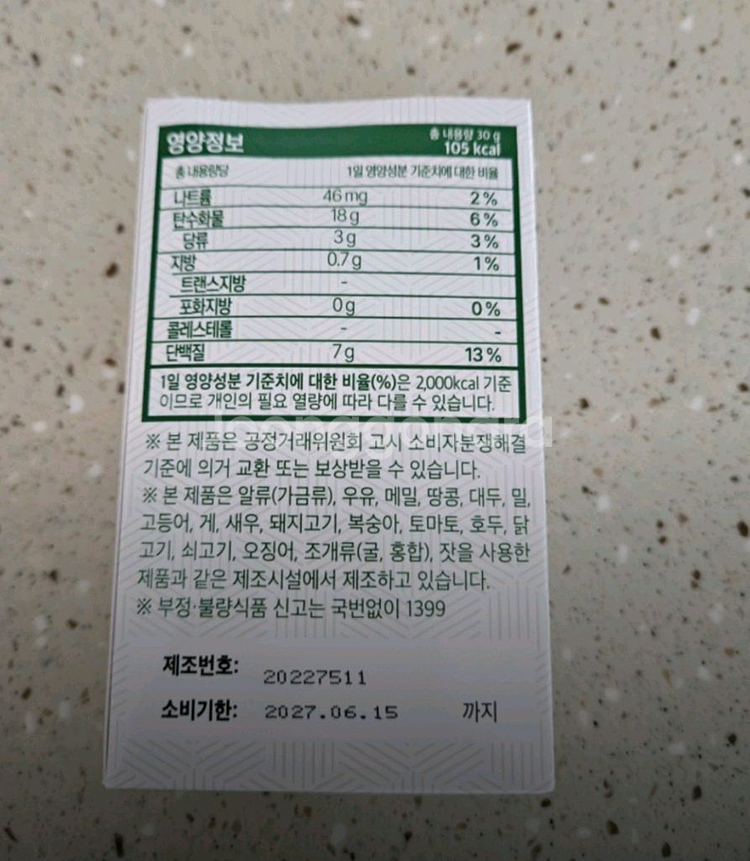 영양정보
총 내용량 30 g
105 kcal
총 내용량당 1일 영양성분 기준치에 대한 비율
나트륨 46 mg 2 %
탄수화물 18 g 6 %
당류 3 g 3 %
지방 0.7 g 1 %
트랜스지방 -
포화지방 0 g 0 %
콜레스테롤 - -
단백질 7 g 13 %
1일 영양성분 기준치에 대한 비율(%)은 2,000kcal 기준
이므로 개인의 필요 열량에 따라 다를 수 있습니다.
※ 본 제품은 공정거래위원회 고시 소비자분쟁해결
기준에 의거 교환 또는 보상받을 수 있습니다.
※ 본 제품은 알류(가금류), 우유, 메밀, 땅콩, 대두, 밀,
고등어, 게, 새우, 돼지고기, 복숭아, 토마토, 호두, 닭
고기, 쇠고기, 오징어, 조개류(굴, 홍합), 잣을 사용한
제품과 같은 제조시설에서 제조하고 있습니다.
※ 부정·불량식품 신고는 국번없이 1399
제조번호: 20227511
소비기한: 2027.06.15 까지